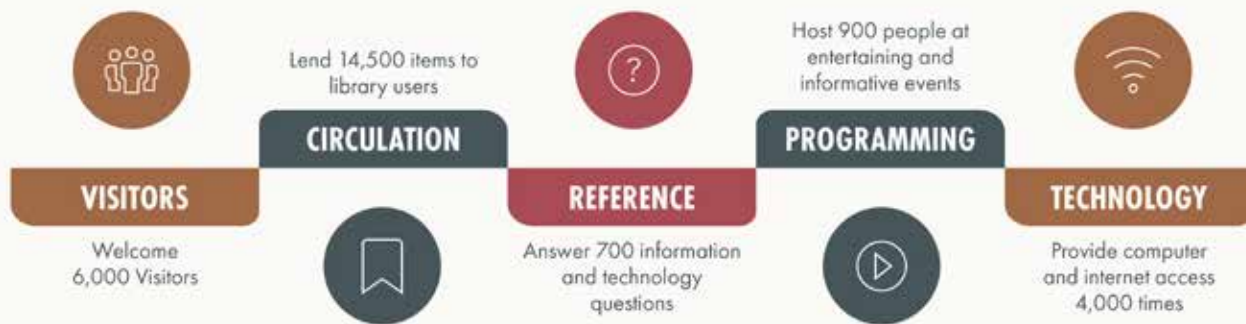 VISITORS
Welcome
6,000 Visitors
Lend 14,500 items to
library users
CIRCULATION
?
REFERENCE
Answer 700 information
and technology
questions
Host 900 people at
entertaining and
informative events
PROGRAMMING
TECHNOLOGY
Provide computer
and internet access
4,000 times